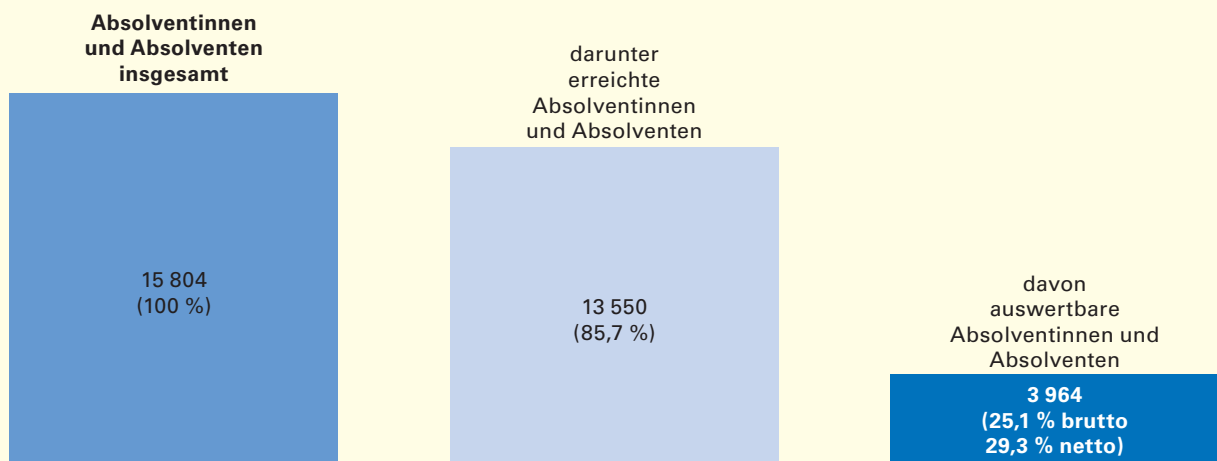 Absolventinnen
und Absolventen
insgesamt
15 804
(100 %)
darunter
erreichte
Absolventinnen
und Absolventen
13 550
(85,7 %)
davon
auswertbare
Absolventinnen und
Absolventen
3 964
(25,1 % brutto
29,3 % netto)